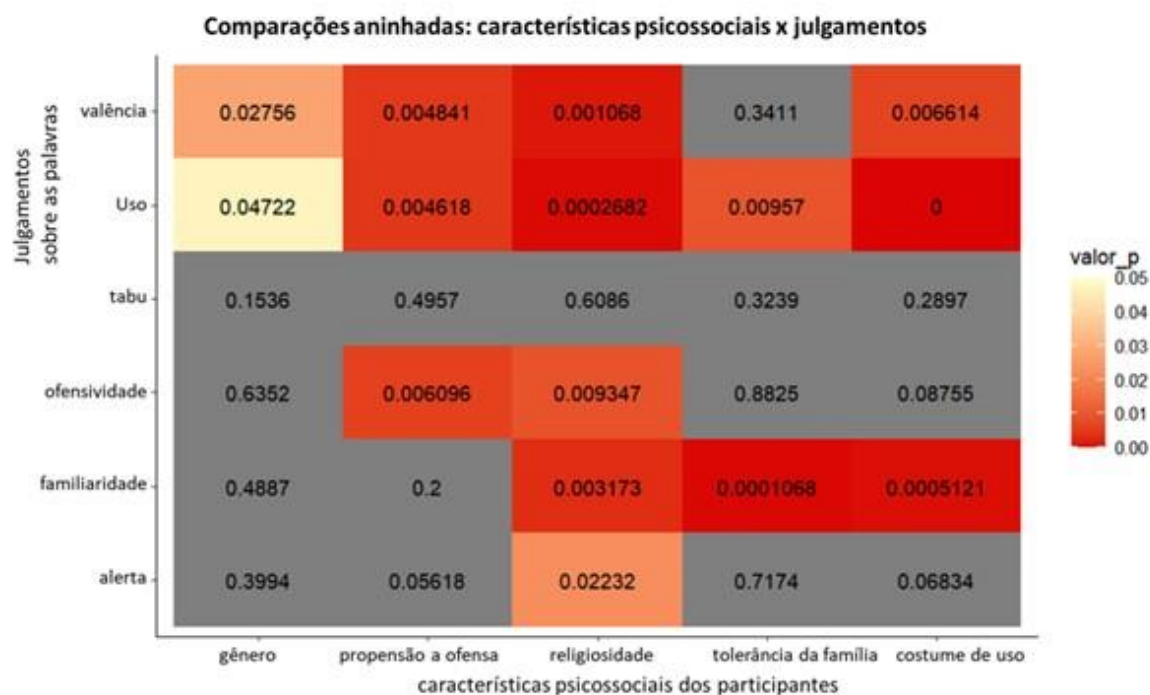 Comparações aninhadas: características psicossociais x julgamentos
Julgamentos
sobre as palavras
valência 0.02756 0.004841 0.001068 0.3411 0.006614
Uso 0.04722 0.004618 0.0002682 0.00957 0
tabu 0.1536 0.4957 0.6086 0.3239 0.2897
ofensividade 0.6352 0.006096 0.009347 0.8825 0.08755
familiaridade 0.4887 0.2 0.003173 0.0001068 0.0005121
alerta 0.3994 0.05618 0.02232 0.7174 0.06834
gênero propensão a ofensa religiosidade tolerância da família costume de uso
características psicossociais dos participantes
valor_p
0.05
0.04
0.03
0.02
0.01
0.00